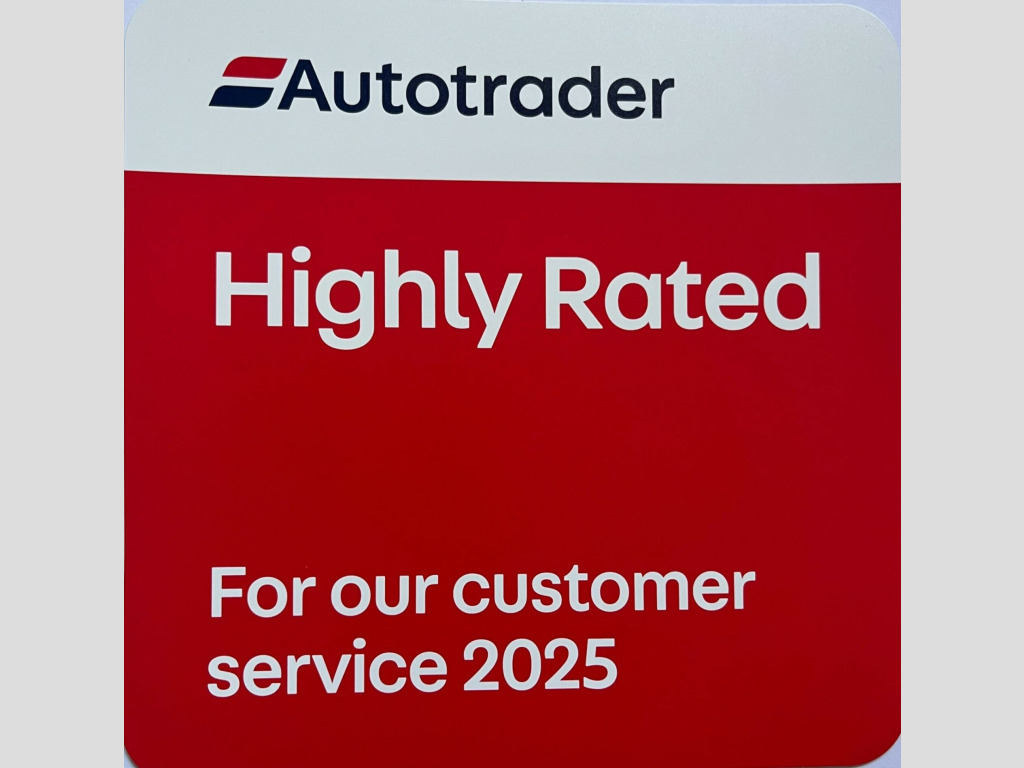 Autotrader
Highly Rated
For our customer
service 2025